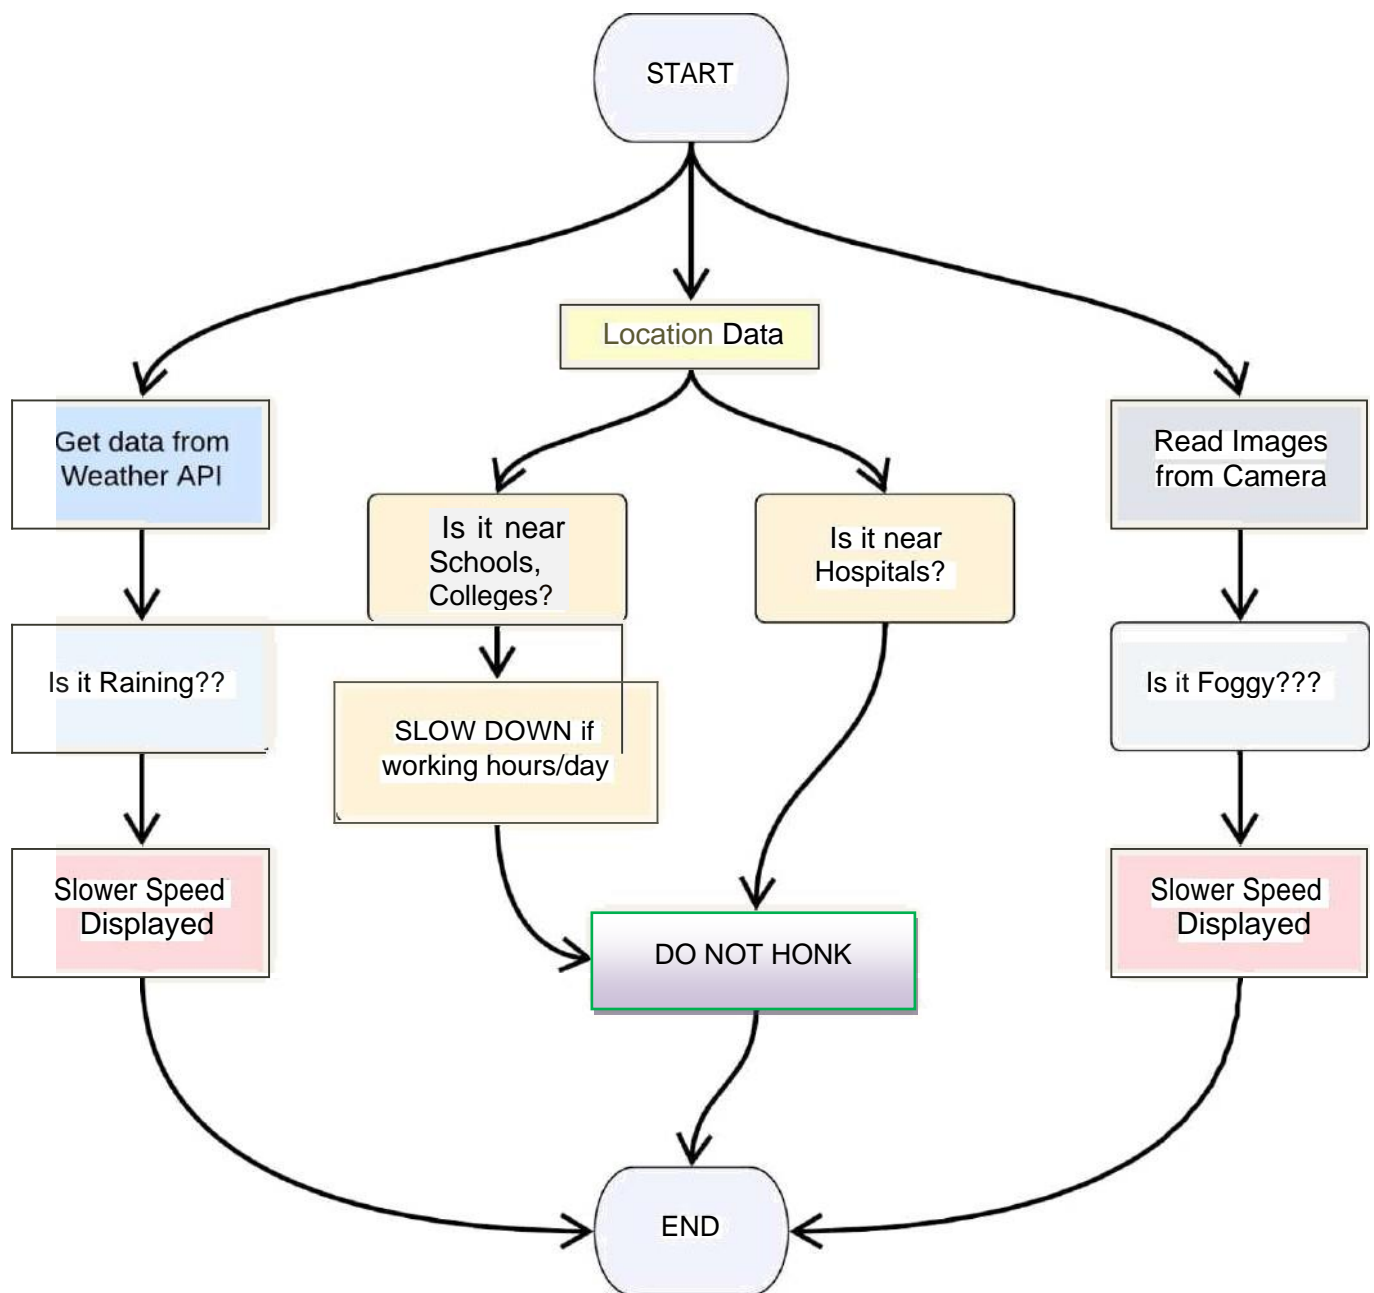 START
Location Data
Get data from
Weather API
Read Images
from Camera
Is it near
Schools,
Colleges?
Is it near
Hospitals?
Is it Raining??
SLOW DOWN if
working hours/day
Is it Foggy???
Slower Speed
Displayed
DO NOT HONK
Slower Speed
Displayed
END